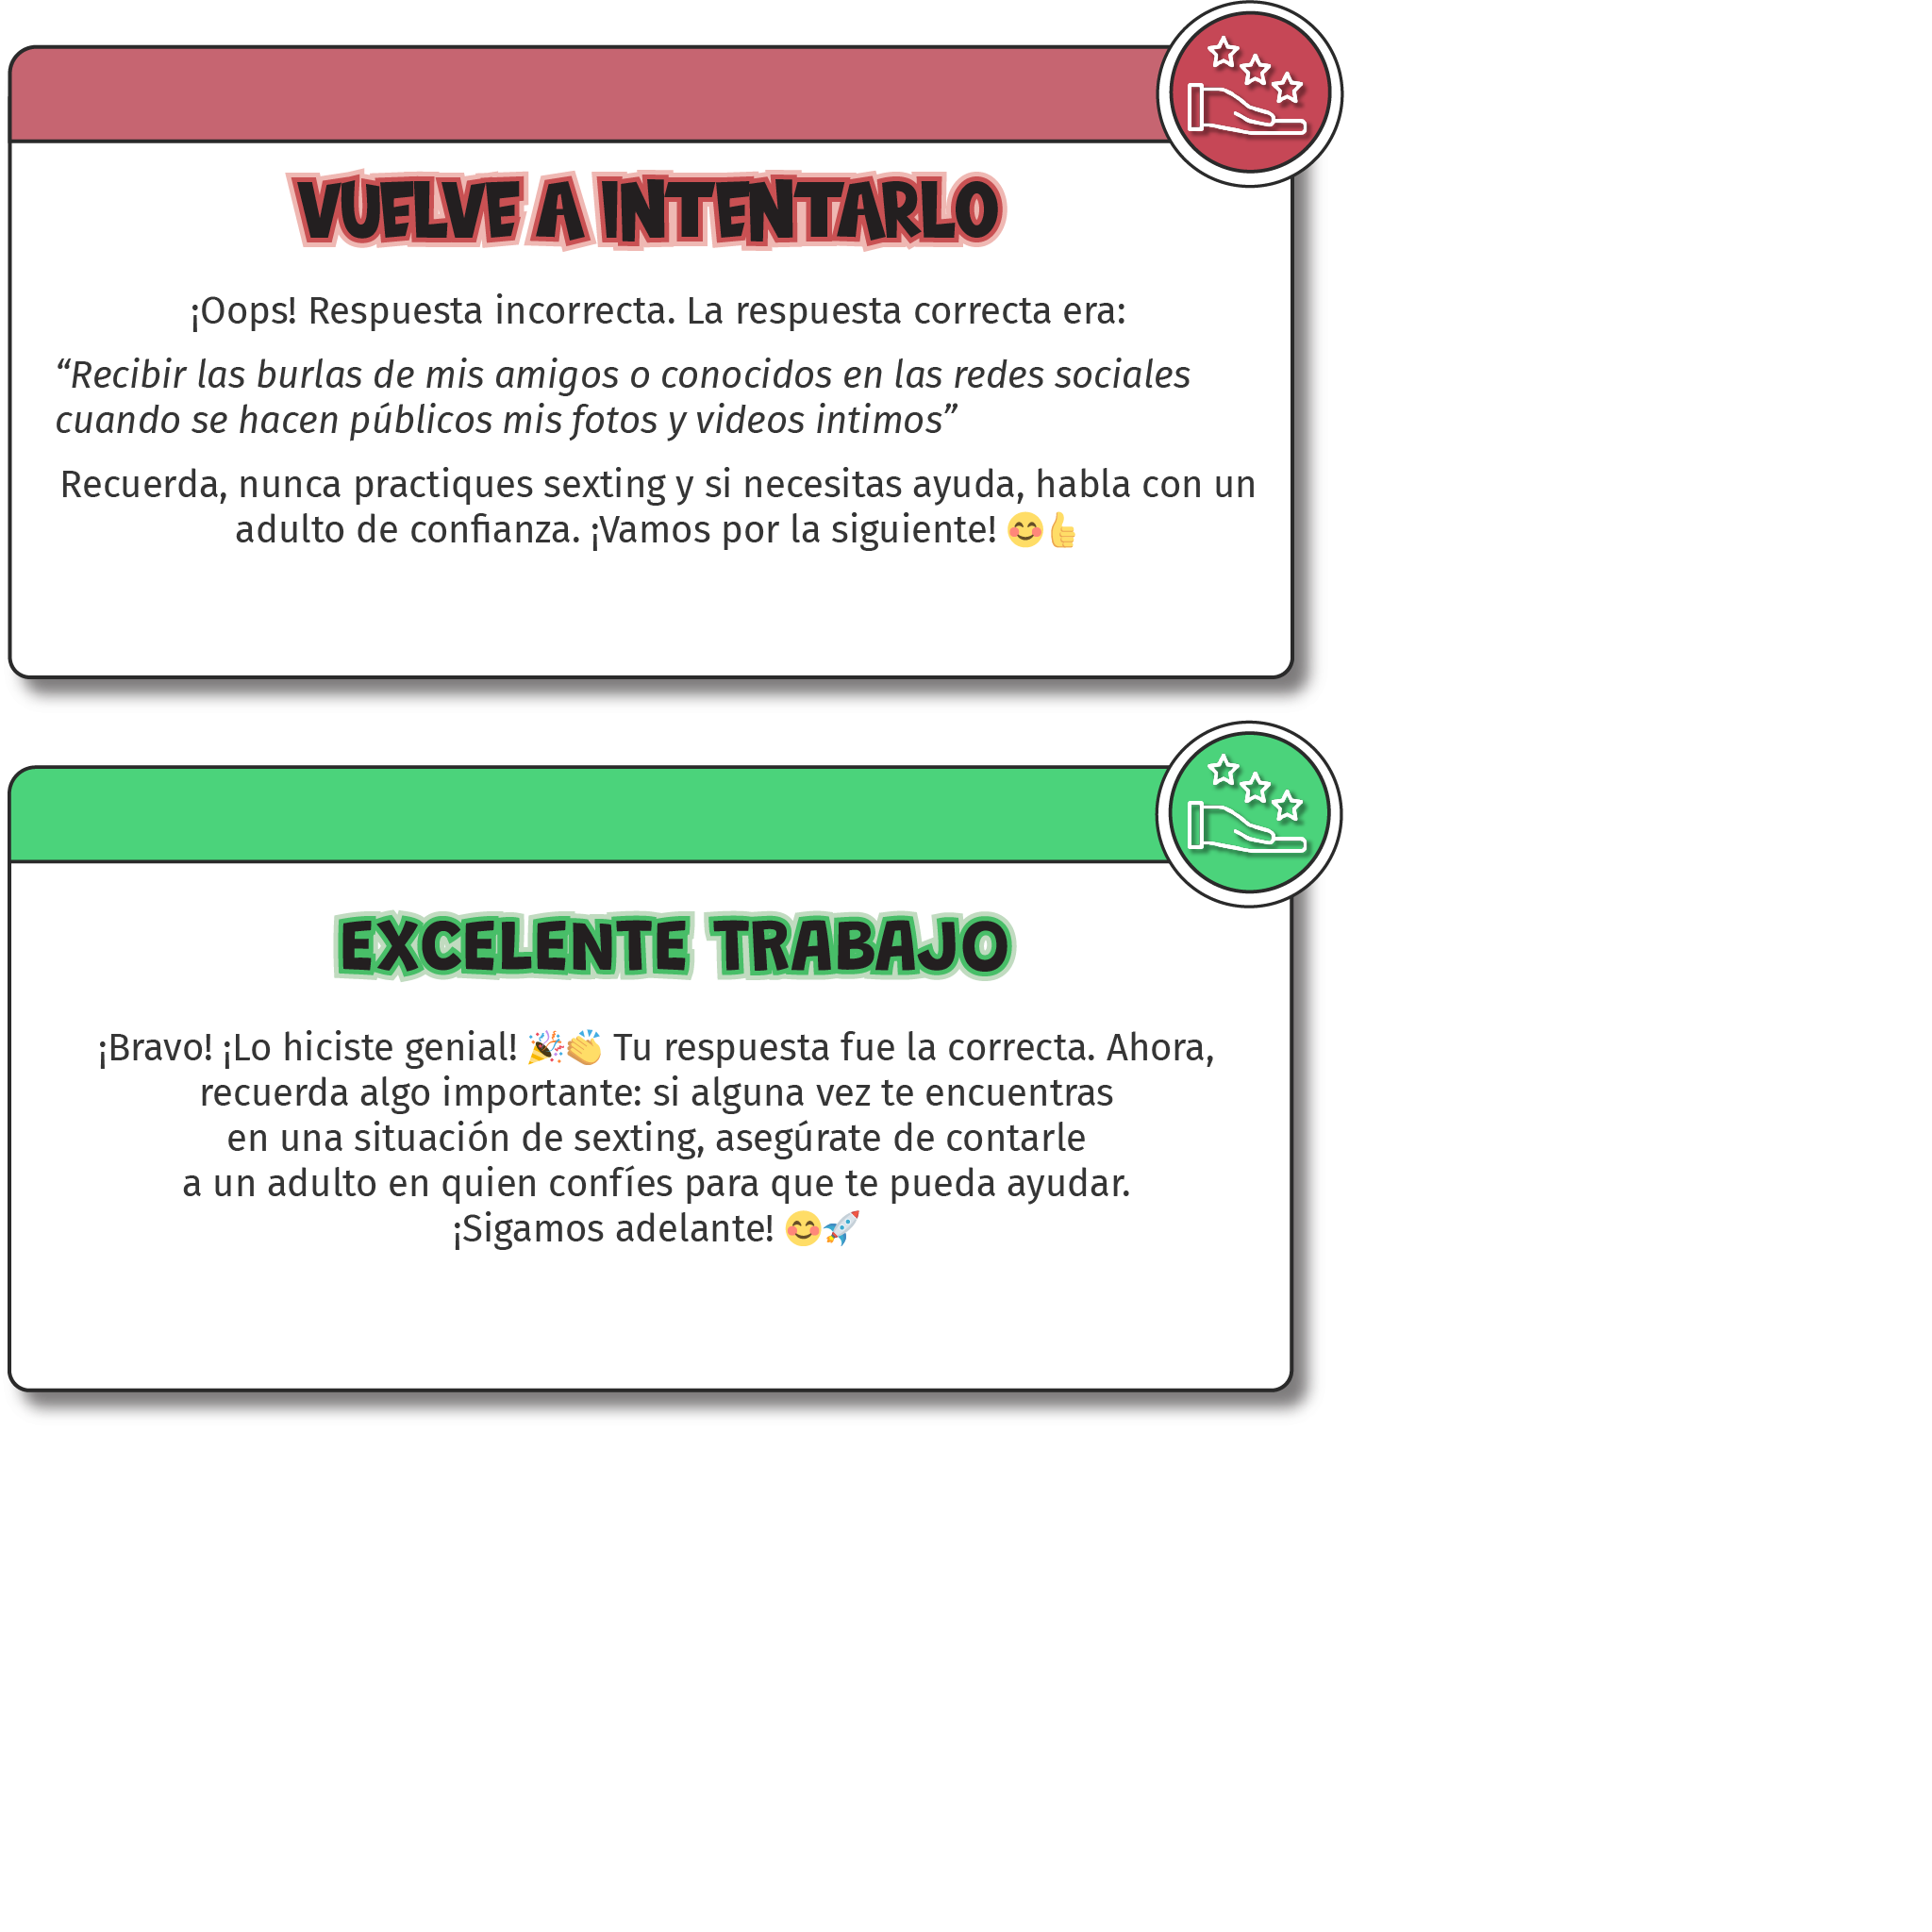 VUELVE A INTENTARLO
¡Oops! Respuesta incorrecta. La respuesta correcta era:
“Recibir las burlas de mis amigos o conocidos en las redes sociales
cuando se hacen públicos mis fotos y videos intimos”
Recuerda, nunca practiques sexting y si necesitas ayuda, habla con un
adulto de confianza. ¡Vamos por la siguiente! 😊👍
EXCELENTE TRABAJO
¡Bravo! ¡Lo hiciste genial! 🎉👏 Tu respuesta fue la correcta. Ahora,
recuerda algo importante: si alguna vez te encuentras
en una situación de sexting, asegúrate de contarle
a un adulto en quien confíes para que te pueda ayudar.
¡Sigamos adelante! 😊🚀